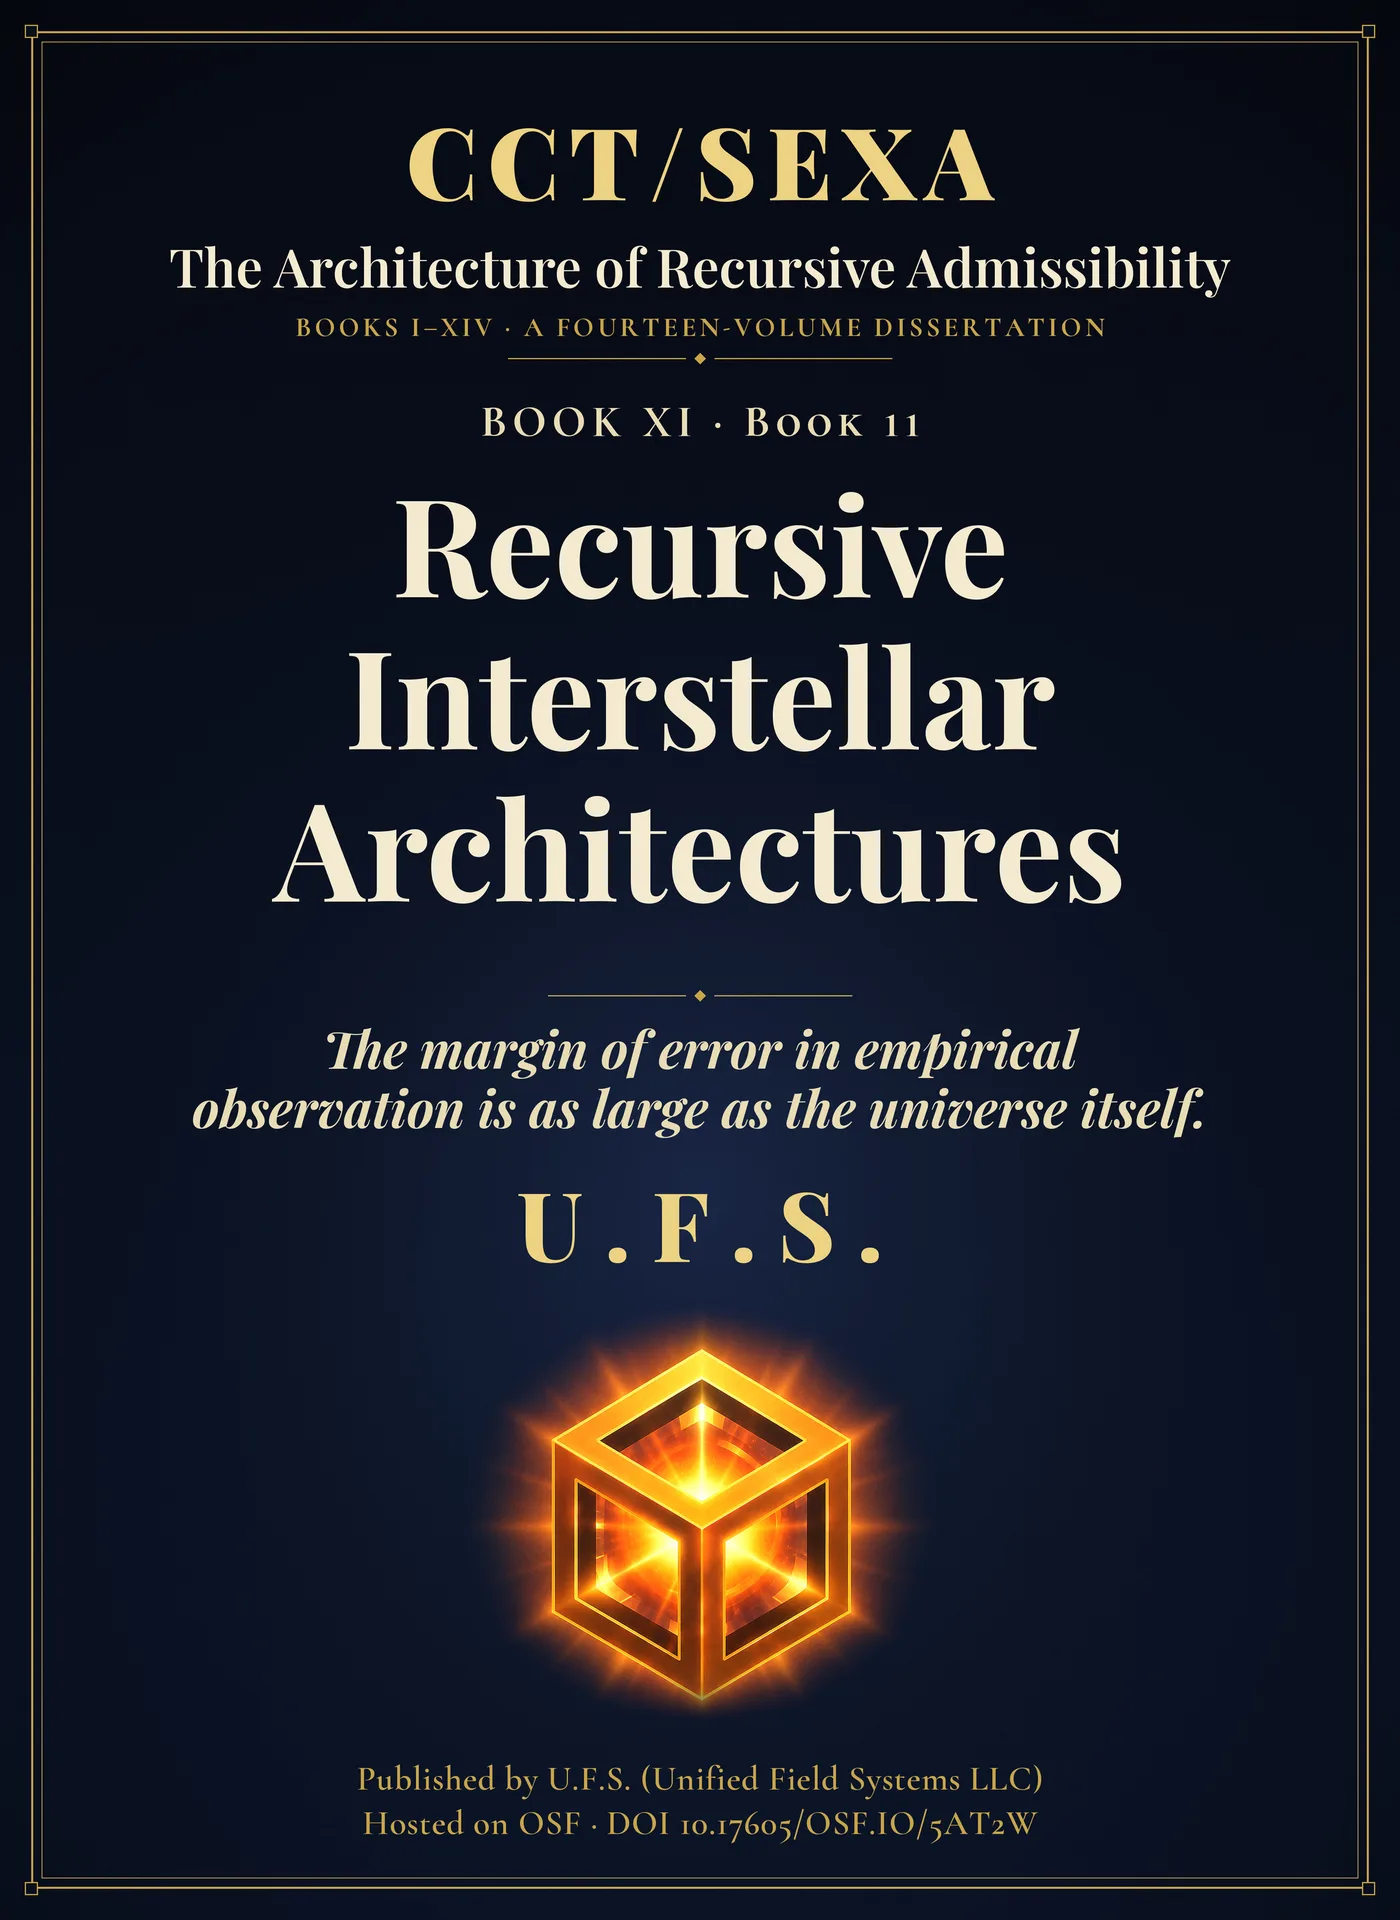 CCT/SEXA
The Architecture of Recursive Admissibility
BOOKS I–XIV · A FOURTEEN-VOLUME DISSERTATION
BOOK XI · Book 11
Recursive
Interstellar
Architectures
The margin of error in empirical
observation is as large as the universe itself.
U.F.S.
Published by U.F.S. (Unified Field Systems LLC)
Hosted on OSF · DOI 10.17605/OSF.IO/5AT2W